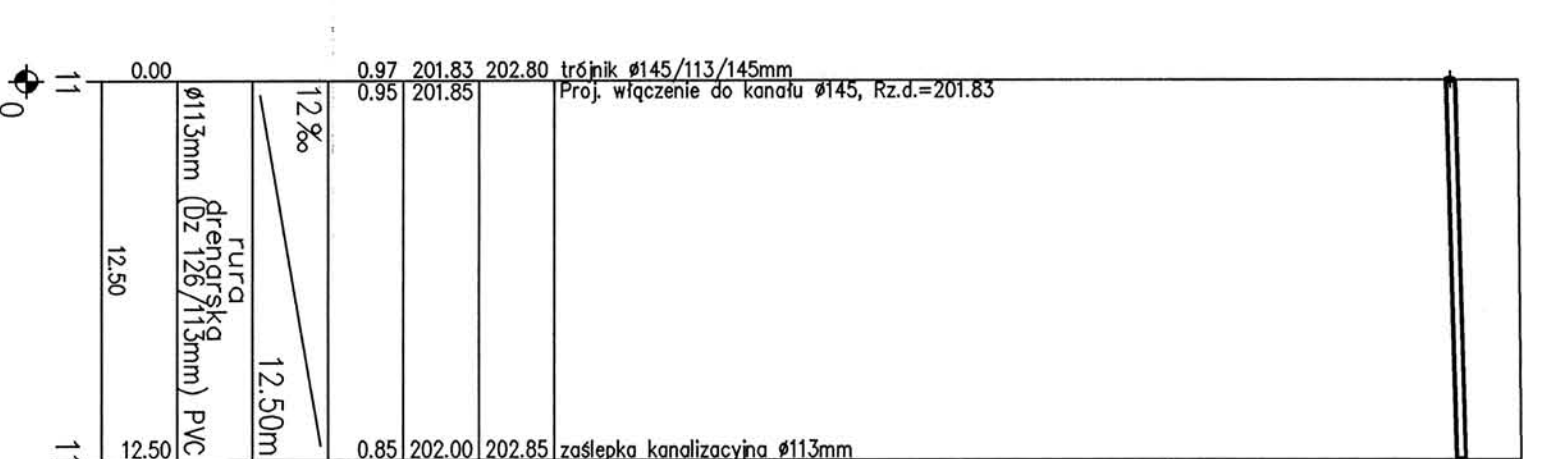 0.00 0.97 201.83 202.80 trójnik ø145/113/145mm
0.95 201.85 Proj. włączenie do kanału ø145, Rz.d.=201.83
11
0
12‰
12.50m
rura
drenarska
ø113mm (Dz 126/113mm) PVC
12.50
12.50 0.85 202.00 202.85 zaślepka kanalizacyjna ø113mm